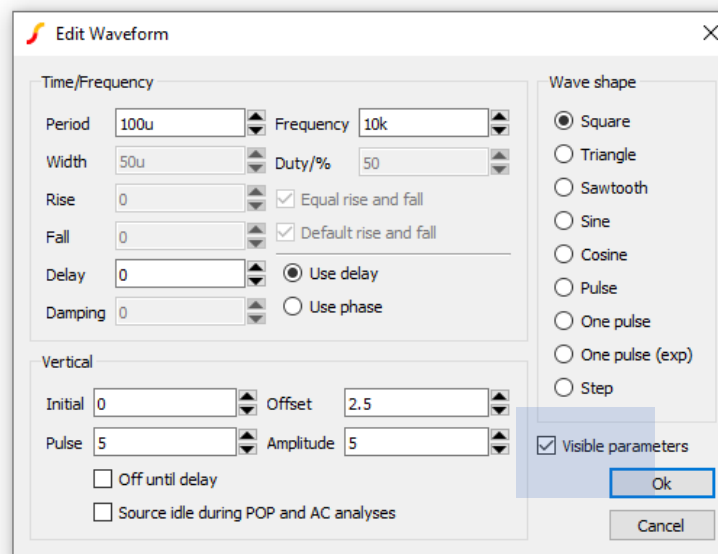 Edit Waveform
Time/Frequency
Period 100u Frequency 10k
Width 50u Duty/% 50
Rise 0 Equal rise and fall
Fall 0 Default rise and fall
Delay 0 Use delay
Damping 0 Use phase
Vertical
Initial 0 Offset 2.5
Pulse 5 Amplitude 5
Off until delay
Source idle during POP and AC analyses
Wave shape
Square
Triangle
Sawtooth
Sine
Cosine
Pulse
One pulse
One pulse (exp)
Step
Visible parameters
Ok
Cancel